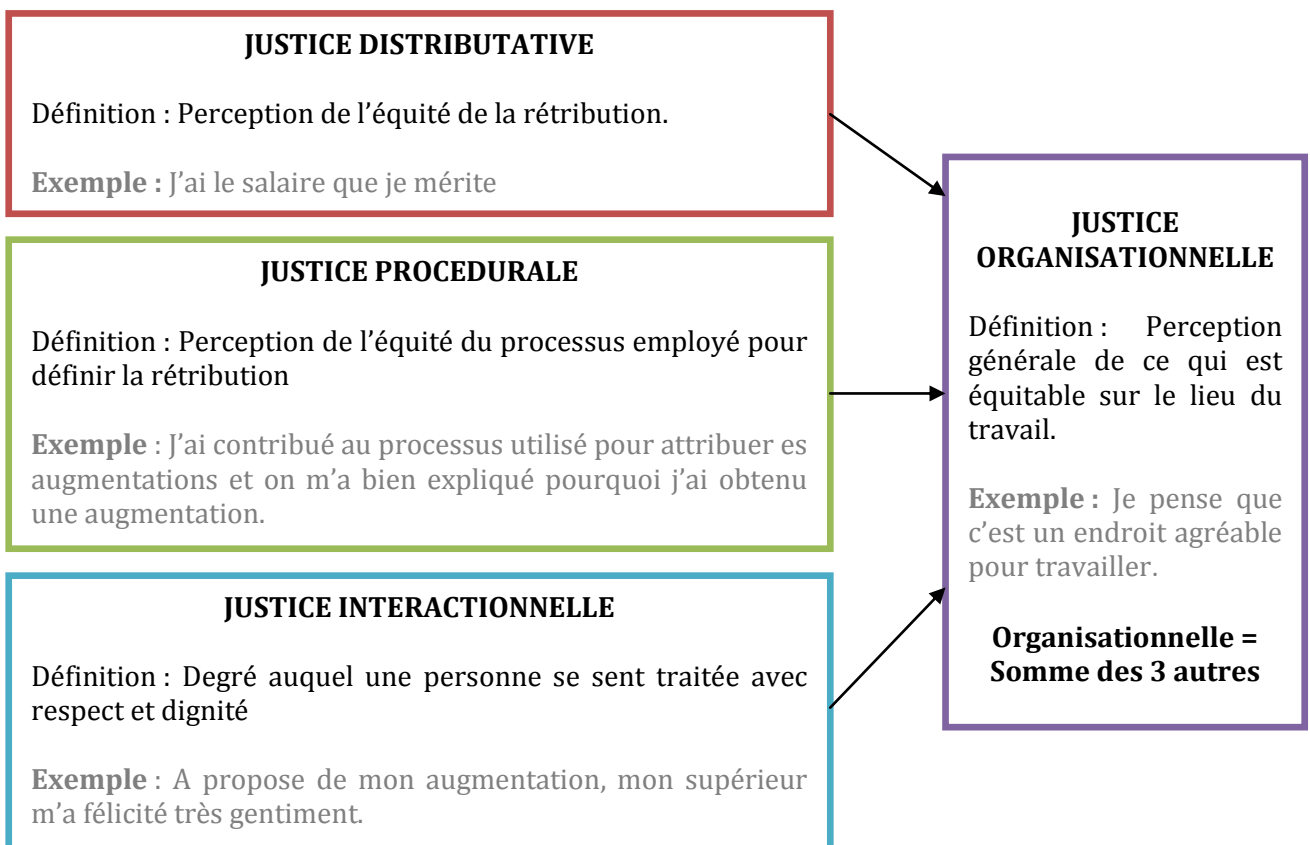 JUSTICE DISTRIBUTATIVE
Définition : Perception de l’équité de la rétribution.
Exemple : J’ai le salaire que je mérite
JUSTICE PROCEDURALE
Définition : Perception de l’équité du processus employé pour
définir la rétribution
Exemple : J’ai contribué au processus utilisé pour attribuer es
augmentations et on m’a bien expliqué pourquoi j’ai obtenu
une augmentation.
JUSTICE INTERACTIONNELLE
Définition : Degré auquel une personne se sent traitée avec
respect et dignité
Exemple : A propose de mon augmentation, mon supérieur
m’a félicité très gentiment.
JUSTICE
ORGANISATIONNELLE
Définition : Perception
générale de ce qui est
équitable sur le lieu du
travail.
Exemple : Je pense que
c’est un endroit agréable
pour travailler.
Organisationnelle =
Somme des 3 autres